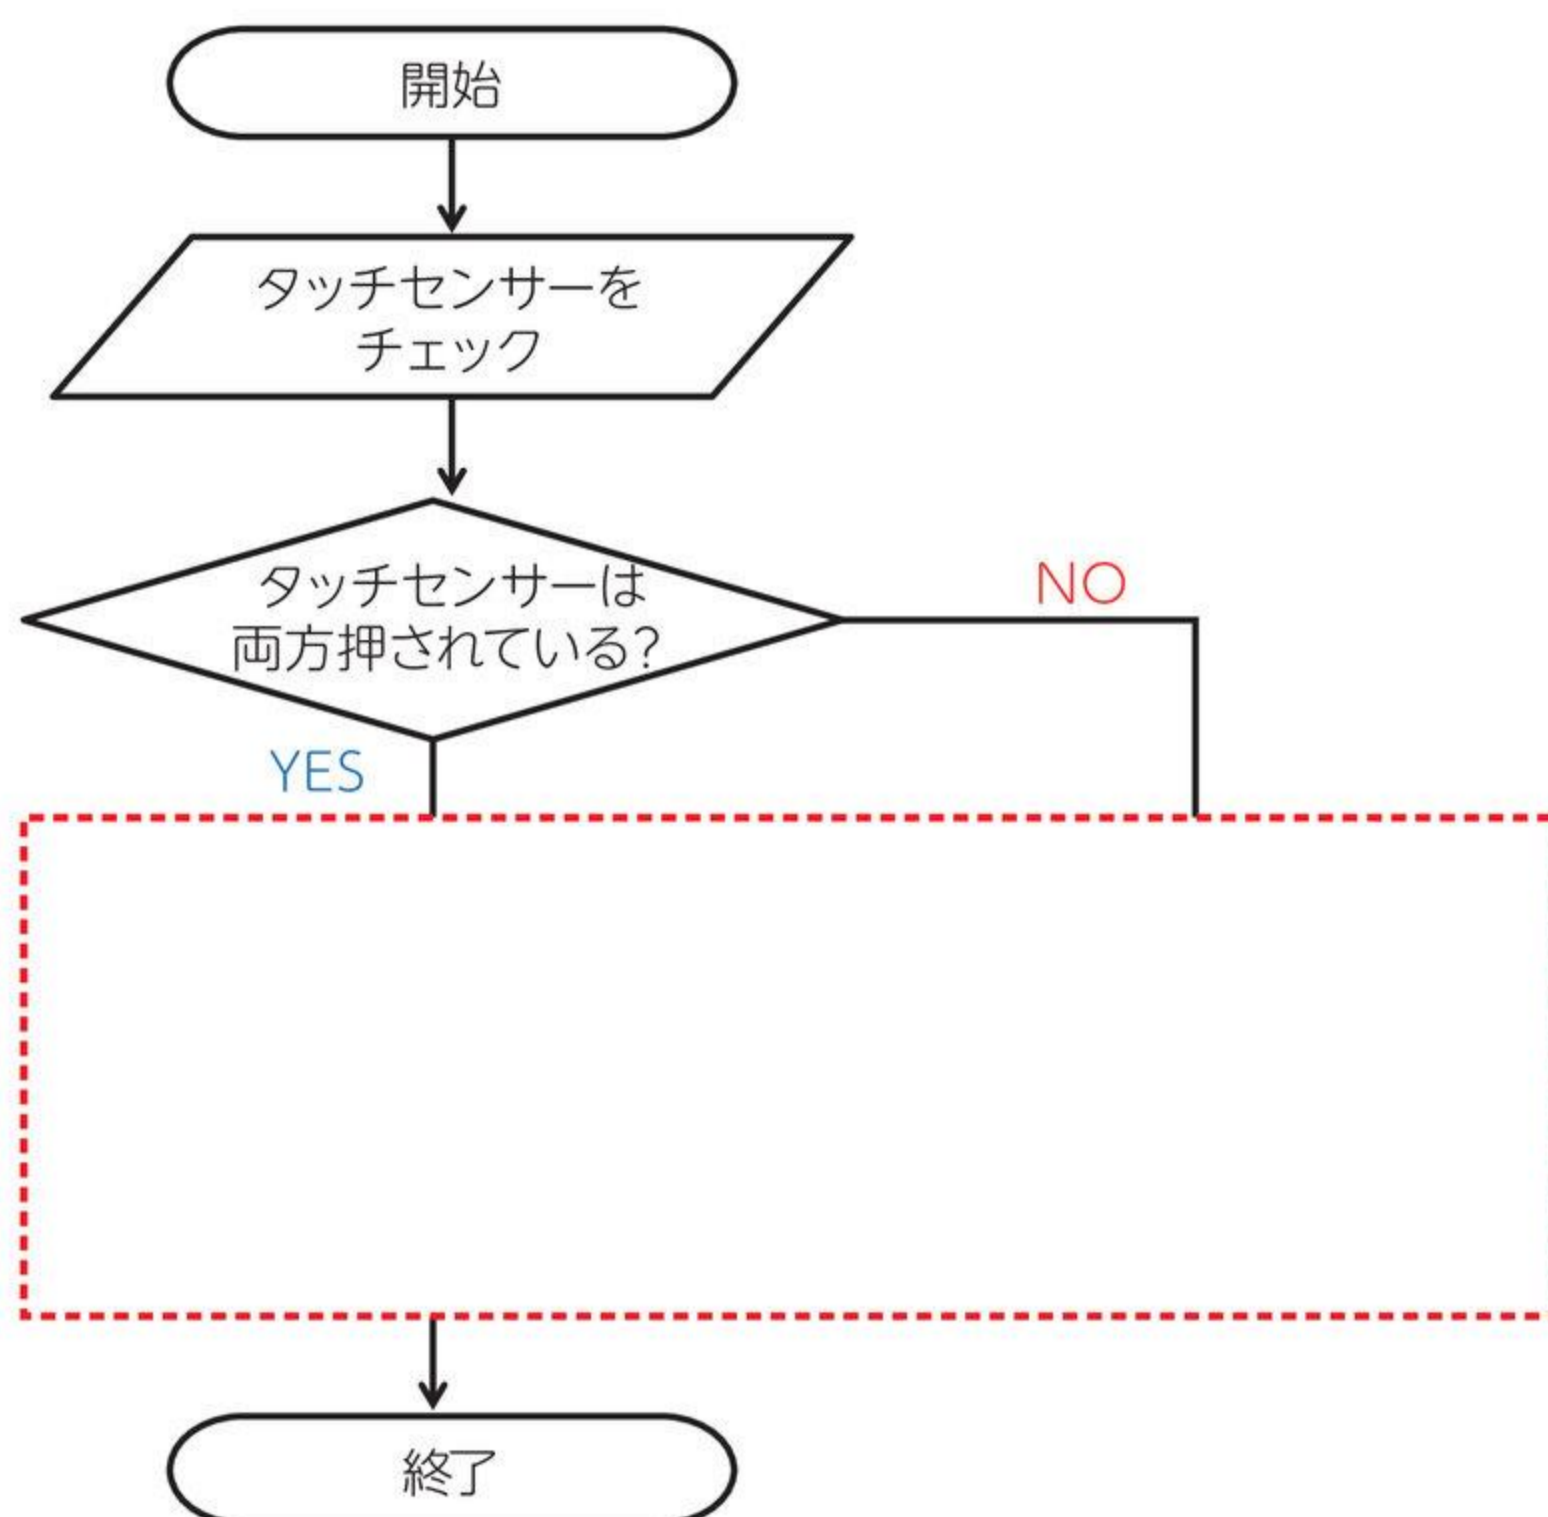 開始
タッチセンサーを
チェック
タッチセンサーは
両方押されている?
NO
YES
終了